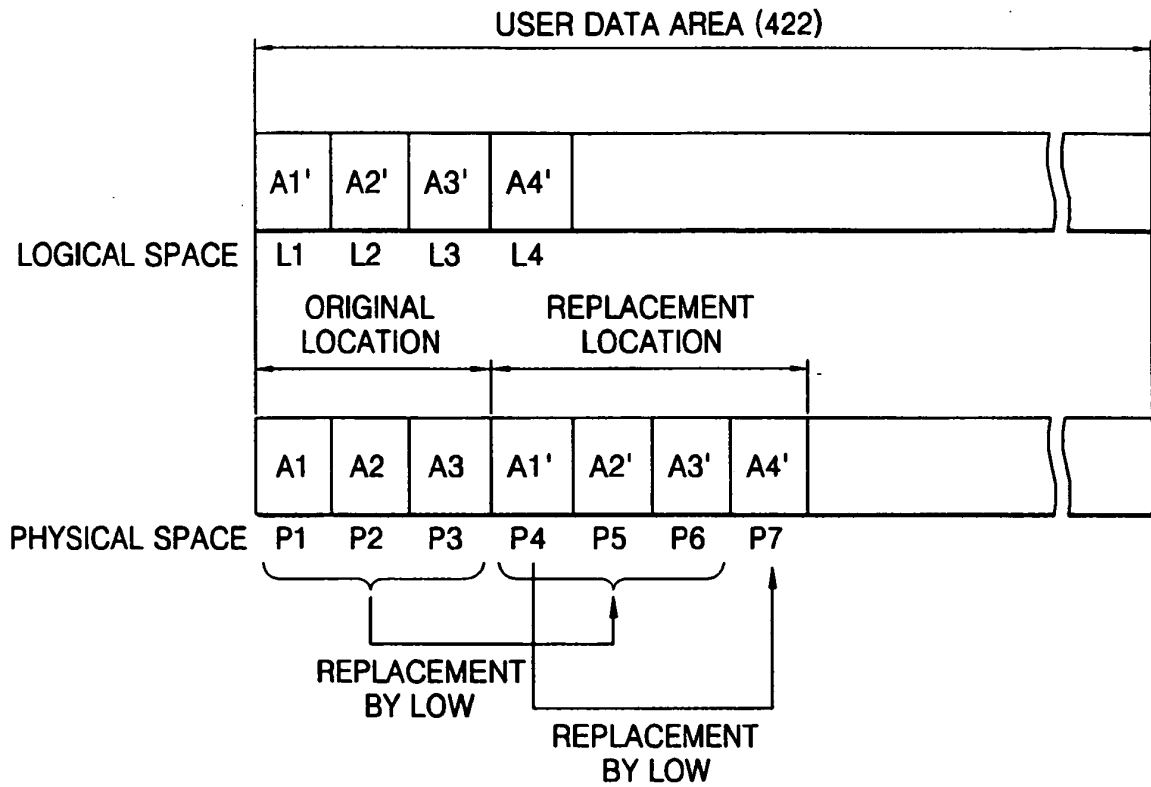 USER DATA AREA (422)
A1' A2' A3' A4'
LOGICAL SPACE L1 L2 L3 L4
ORIGINAL LOCATION
REPLACEMENT LOCATION
A1 A2 A3 A1' A2' A3' A4'
PHYSICAL SPACE P1 P2 P3 P4 P5 P6 P7
REPLACEMENT
BY LOW
REPLACEMENT
BY LOW